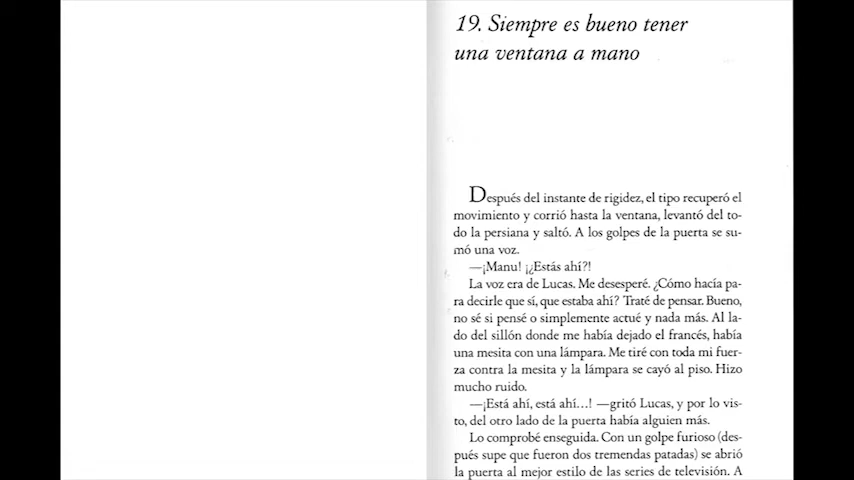 19. Siempre es bueno tener
una ventana a mano
Después del instante de rigidez, el tipo recuperó el
movimiento y corrió hasta la ventana, levantó del to-
do la persiana y saltó. A los golpes de la puerta se su-
mó una voz.
—¡Manu! ¡¿Estás ahí?!
La voz era de Lucas. Me desesperé. ¿Cómo hacía pa-
ra decirle que sí, que estaba ahí? Traté de pensar. Bueno,
no sé si pensé o simplemente actué y nada más. Al la-
do del sillón donde me había dejado el francés, había
una mesita con una lámpara. Me tiré con toda mi fuer-
za contra la mesita y la lámpara se cayó al piso. Hizo
mucho ruido.
—¡Está ahí, está ahí...! —gritó Lucas, y por lo vis-
to, del otro lado de la puerta había alguien más.
Lo comprobé enseguida. Con un golpe furioso (des-
pués supe que fueron dos tremendas patadas) se abrió
la puerta al mejor estilo de las series de televisión. A